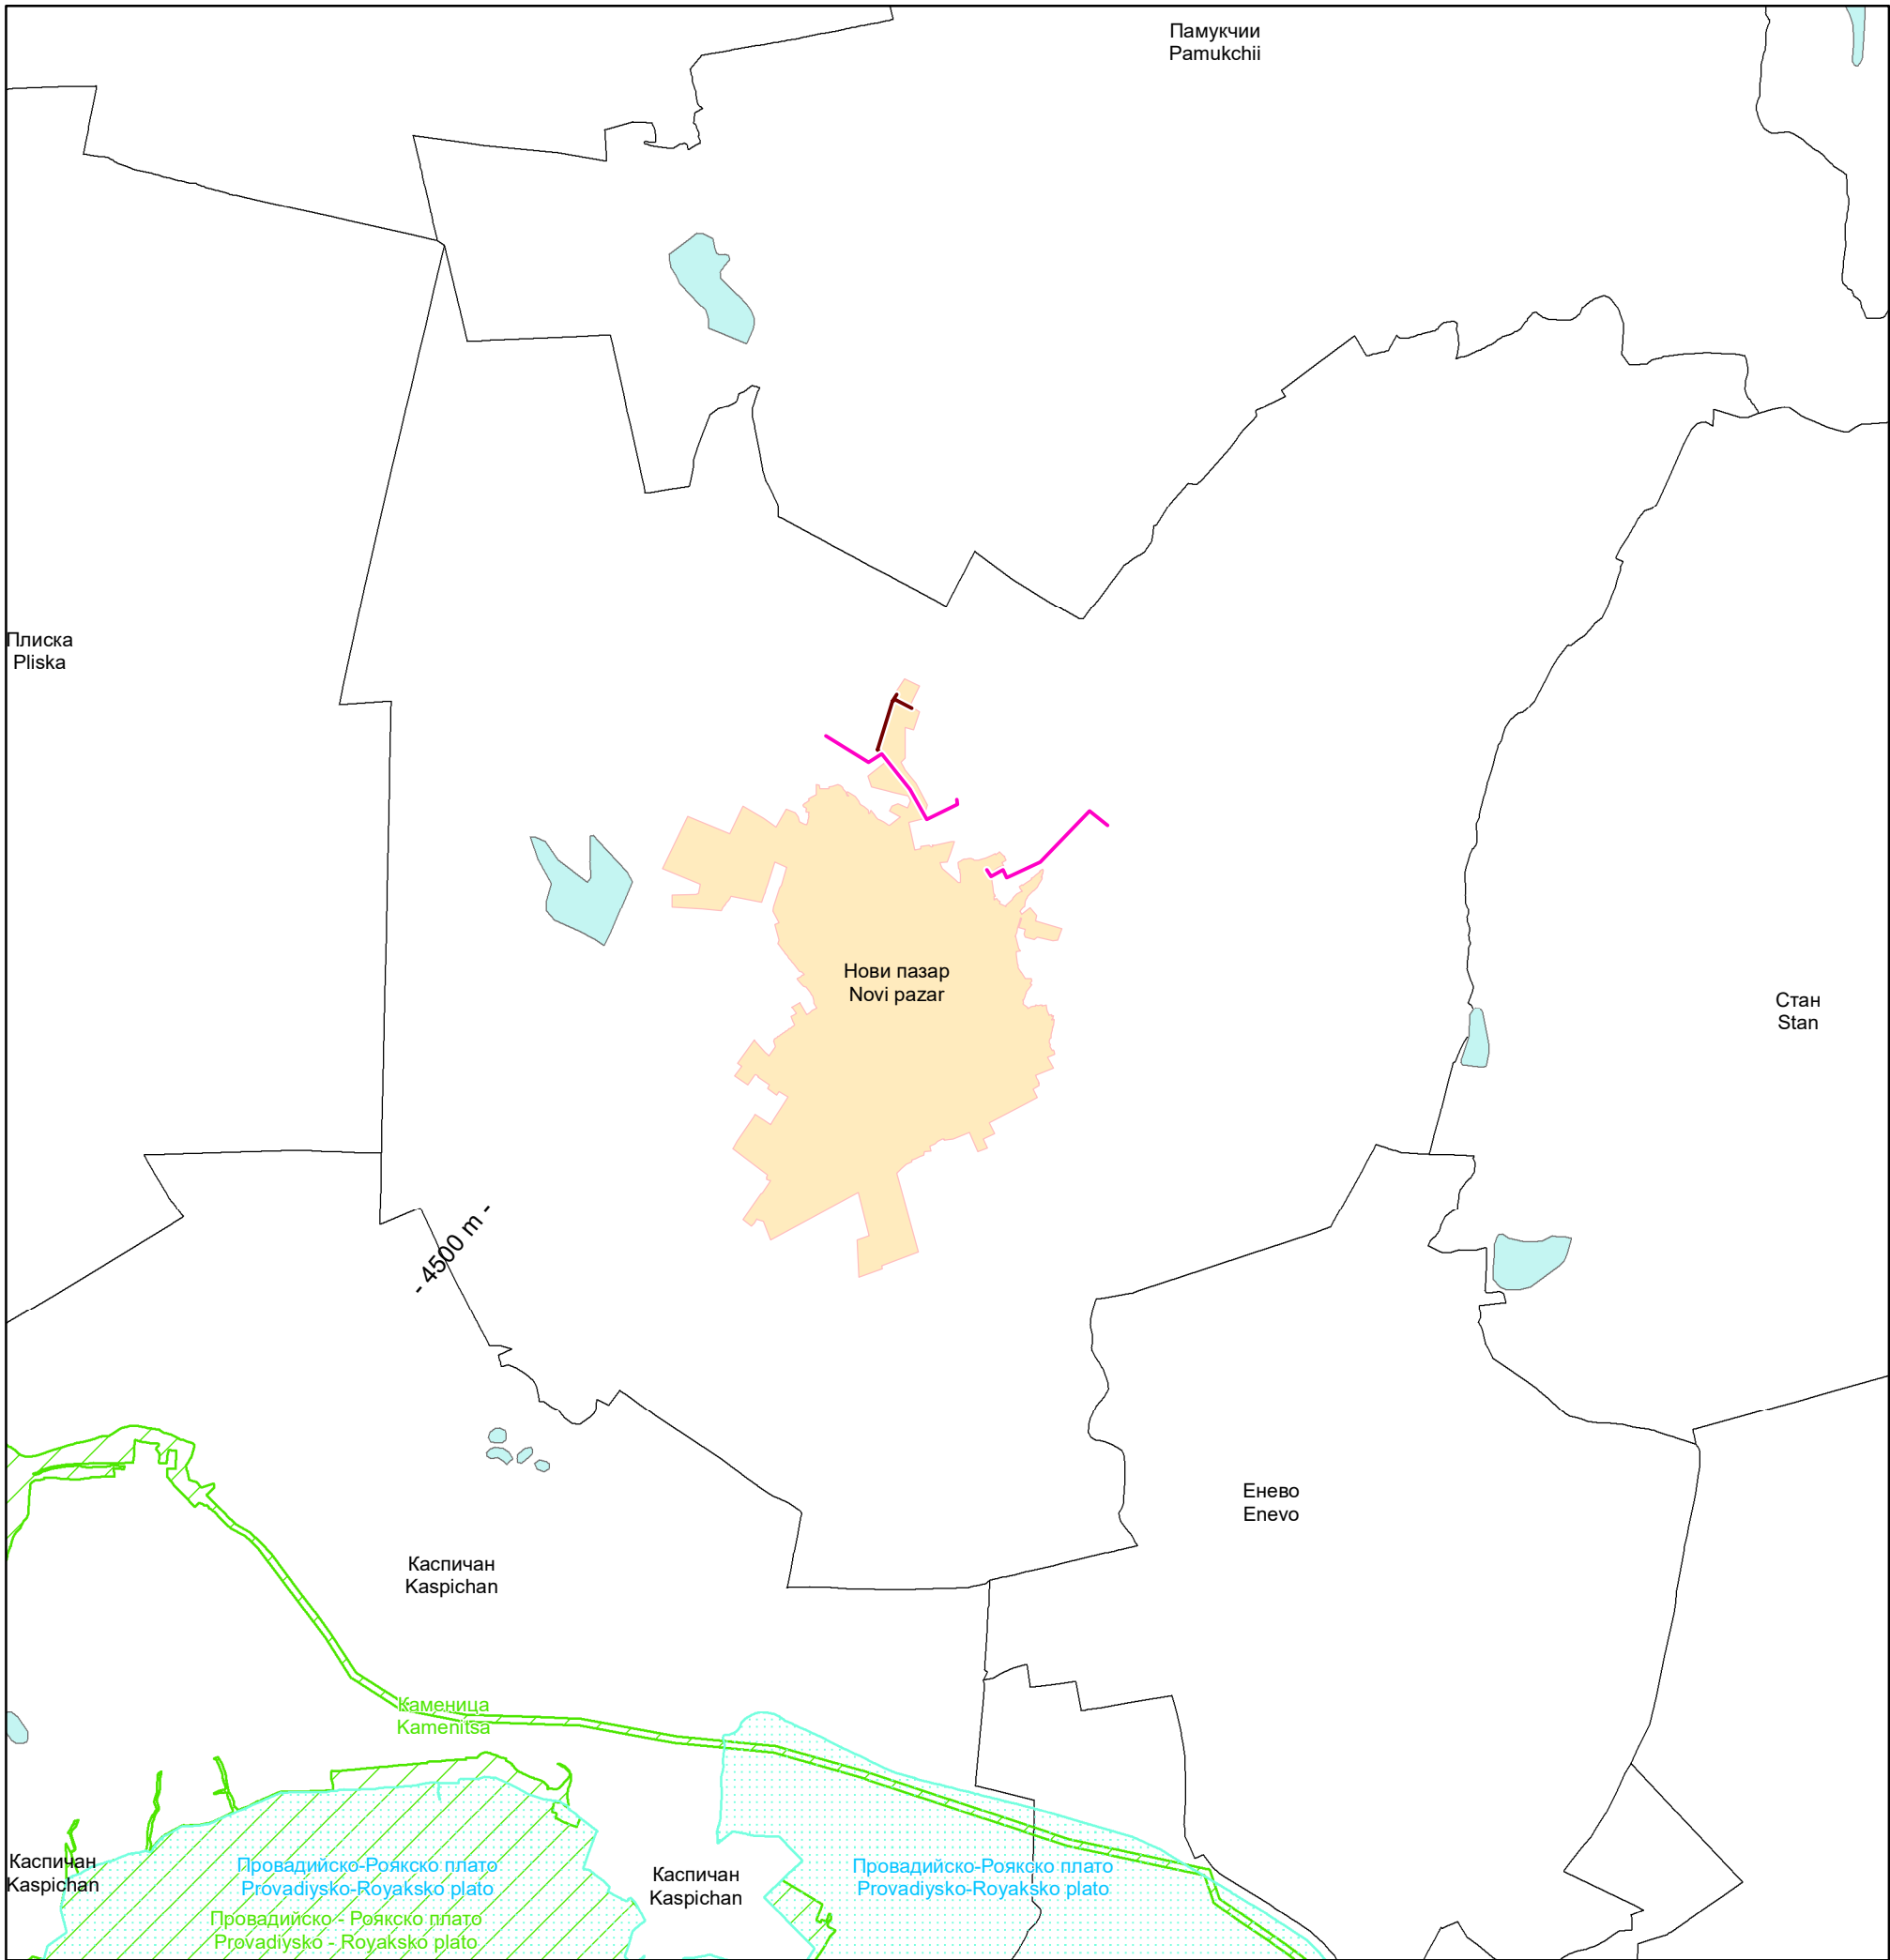 Памукчии
Pamukchii
Плиска
Pliska
Нови пазар
Novi pazar
Стан
Stan
- 4500 m -
Енево
Enevo
Каспичан
Kaspichan
Каменица
Kamenitsa
Каспичан
Kaspichan
Провадийско-Роякско плато
Provadiysko-Royaksko plato
Каспичан
Kaspichan
Провадийско-Роякско плато
Provadiysko-Royaksko plato
Провадийско - Роякско плато
Provadiysko - Royaksko plato